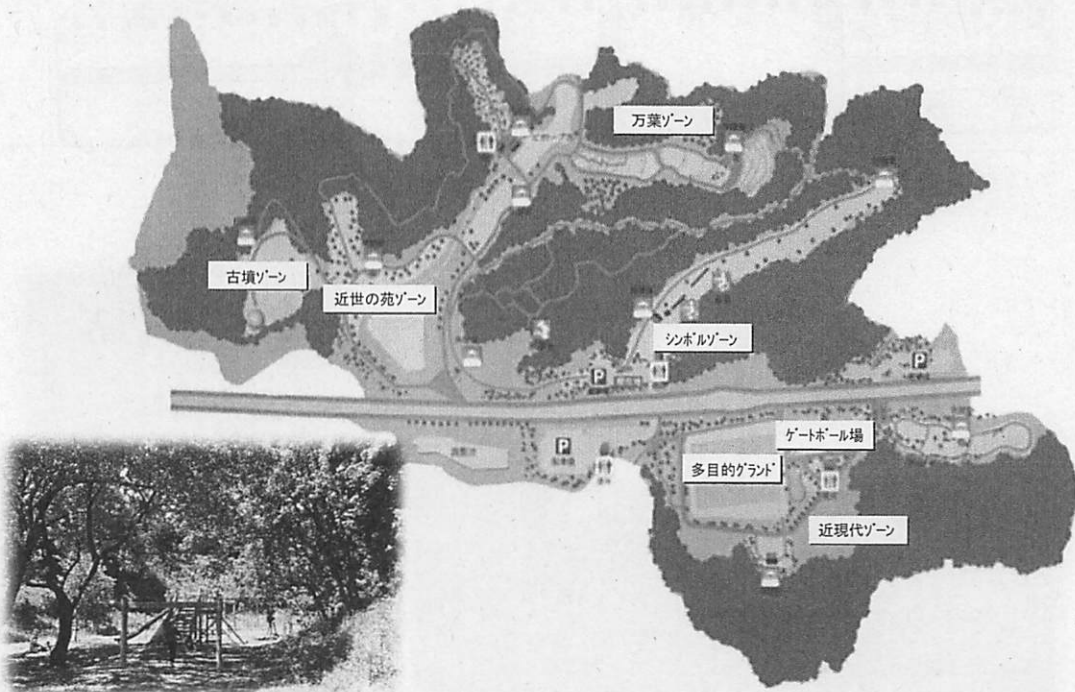 万葉ゾーン
古墳ゾーン
近世の苑ゾーン
シンボルゾーン
P
P
ゲートボール場
P
多目的グランド
近現代ゾーン